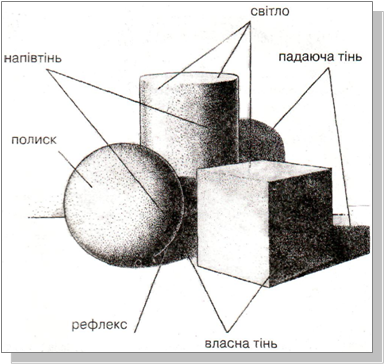 світло
напівтінь
падаюча тінь
полиск
рефлекс
власна тінь